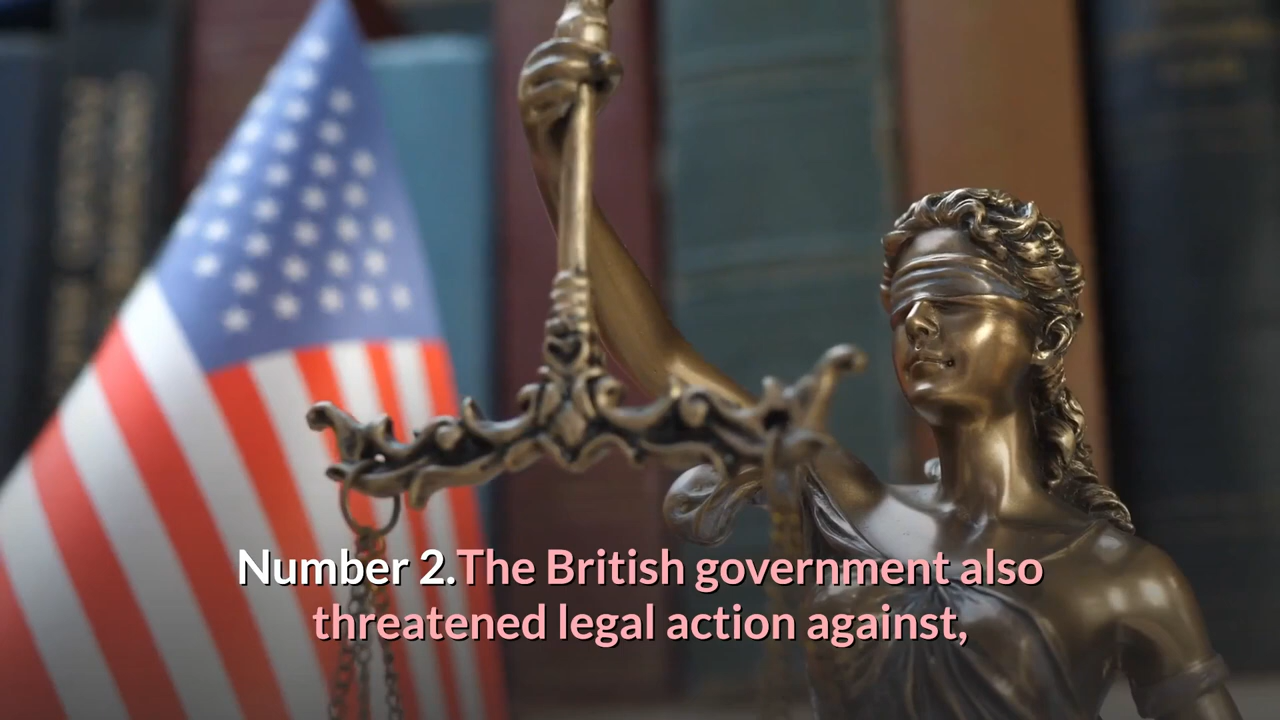 Number 2.The British government also
threatened legal action against,